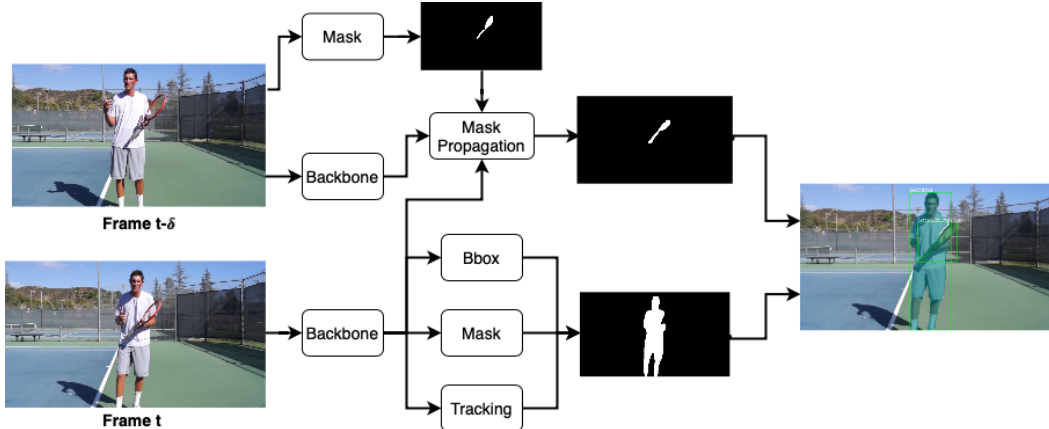 Mask
Mask
Propagation
Backbone
Frame t-δ
Bbox
Backbone
Mask
Tracking
Frame t